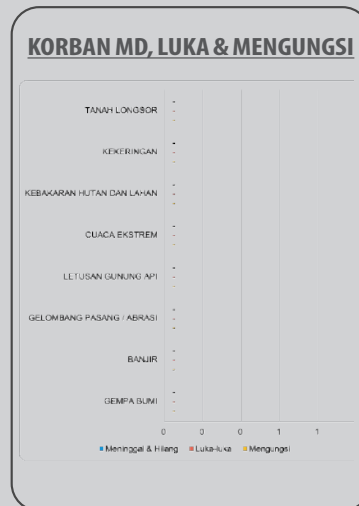 KORBAN MD, LUKA & MENGUNGSI
TANAH LONGSOR
-
-
-
KEKERINGAN
-
-
-
KEBAKARAN HUTAN DAN LAHAN
-
-
-
CUACA EKSTREM
-
-
-
LETUSAN GUNUNG API
-
-
-
GELOMBANG PASANG / ABRASI
-
-
-
BANJIR
-
-
-
GEMPA BUMI
-
-
-
0 0 0 1 1
Meninggal & Hilang Luka-luka Mengungsi